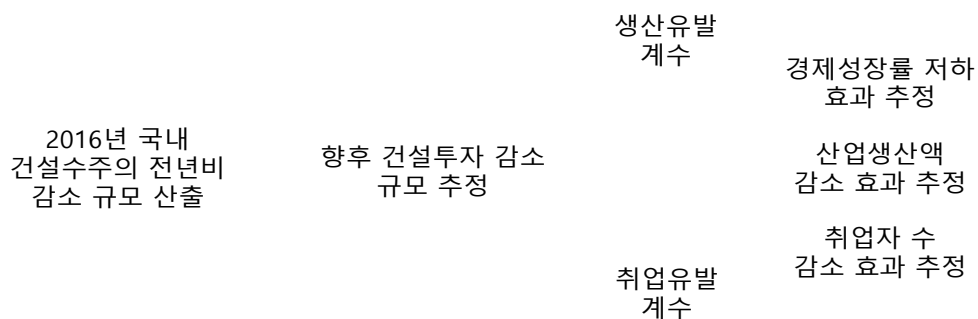 2016년 국내
건설수주의 전년비
감소 규모 산출
향후 건설투자 감소
규모 추정
생산유발
계수
취업유발
계수
경제성장률 저하
효과 추정
산업생산액
감소 효과 추정
취업자 수
감소 효과 추정